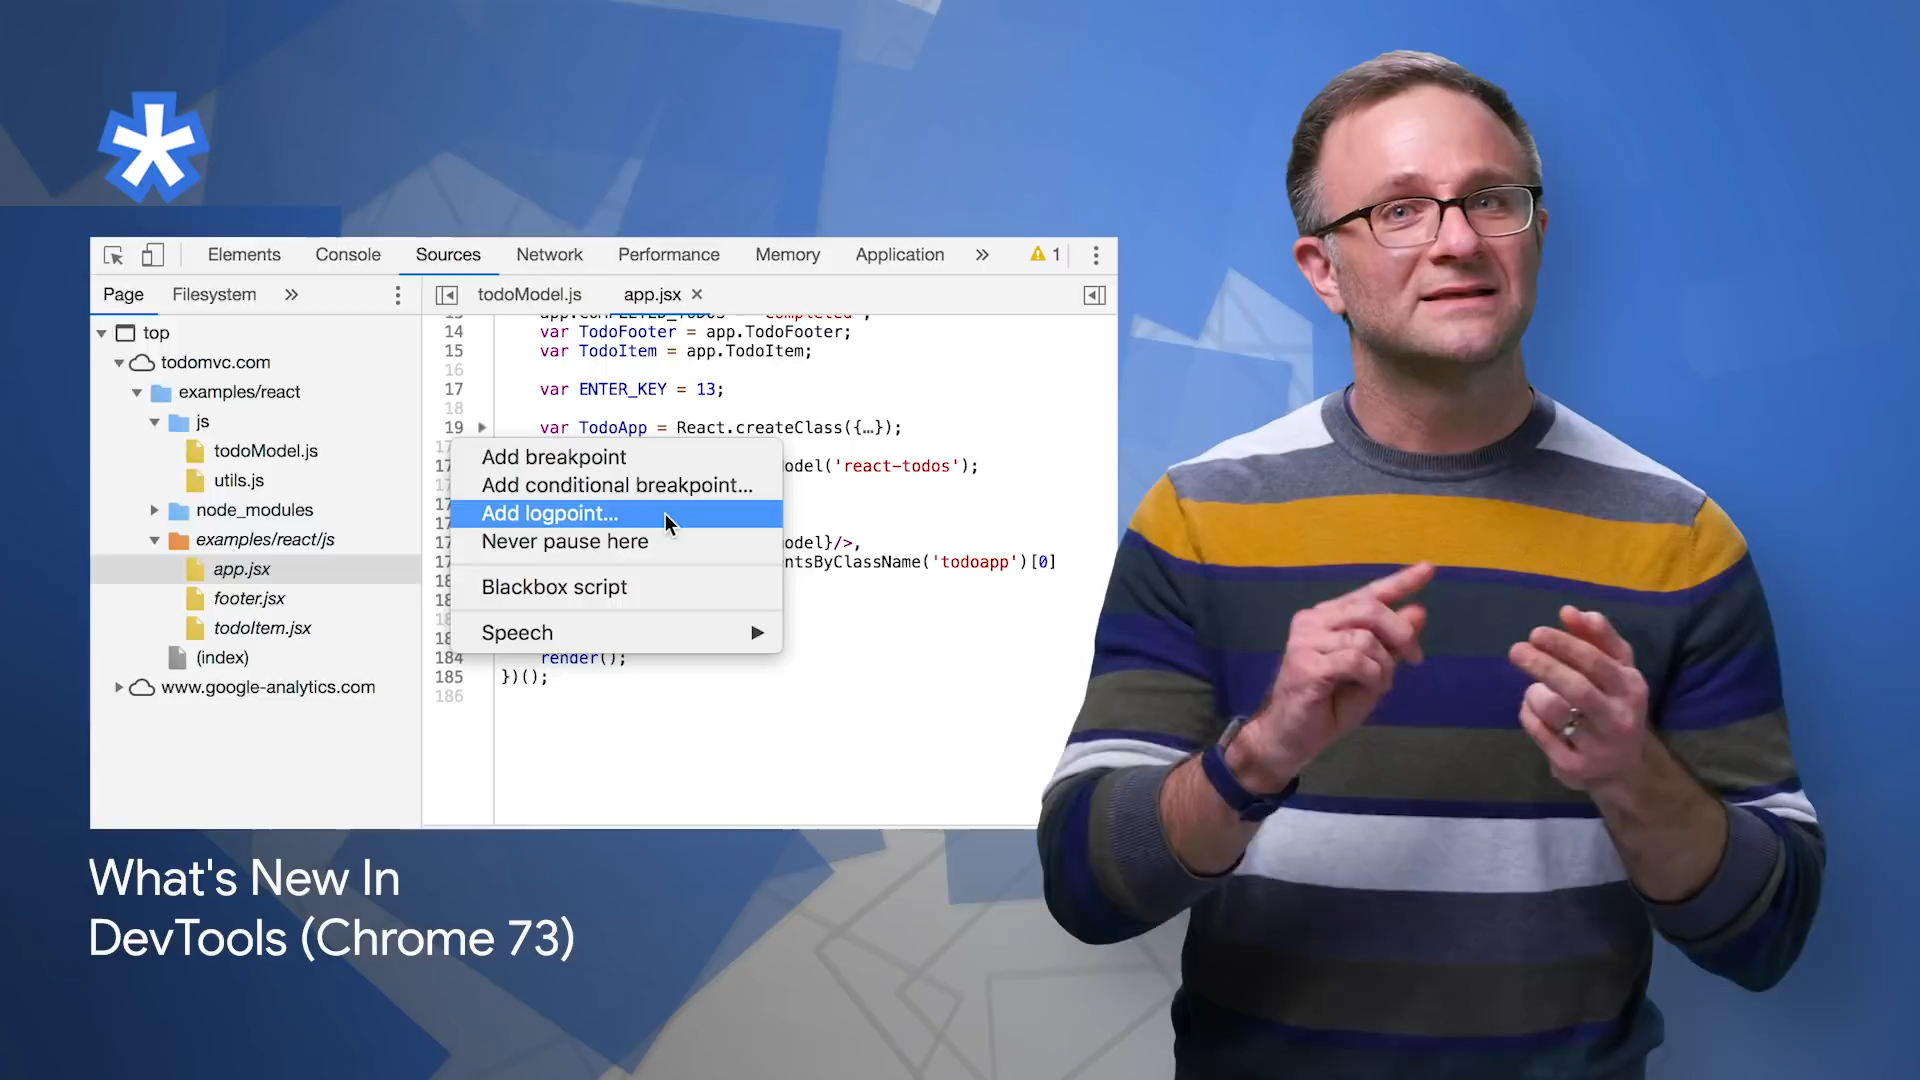 Elements Console Sources Network Performance Memory Application » 1
Page Filesystem »
todoModel.js app.jsx ×
top
todomvc.com
examples/react
js
todoModel.js
utils.js
node_modules
examples/react/js
app.jsx
footer.jsx
todoItem.jsx
(index)
www.google-analytics.com
14 var TodoFooter = app.TodoFooter;
15 var TodoItem = app.TodoItem;
16
17 var ENTER_KEY = 13;
18
19 var TodoApp = React.createClass({…});
odel('react-todos');
odel}/>,
ntsByClassName('todoapp')[0]
Add breakpoint
Add conditional breakpoint...
Add logpoint...
Never pause here
Blackbox script
Speech
184 render();
185 })();
186
What's New In
DevTools (Chrome 73)